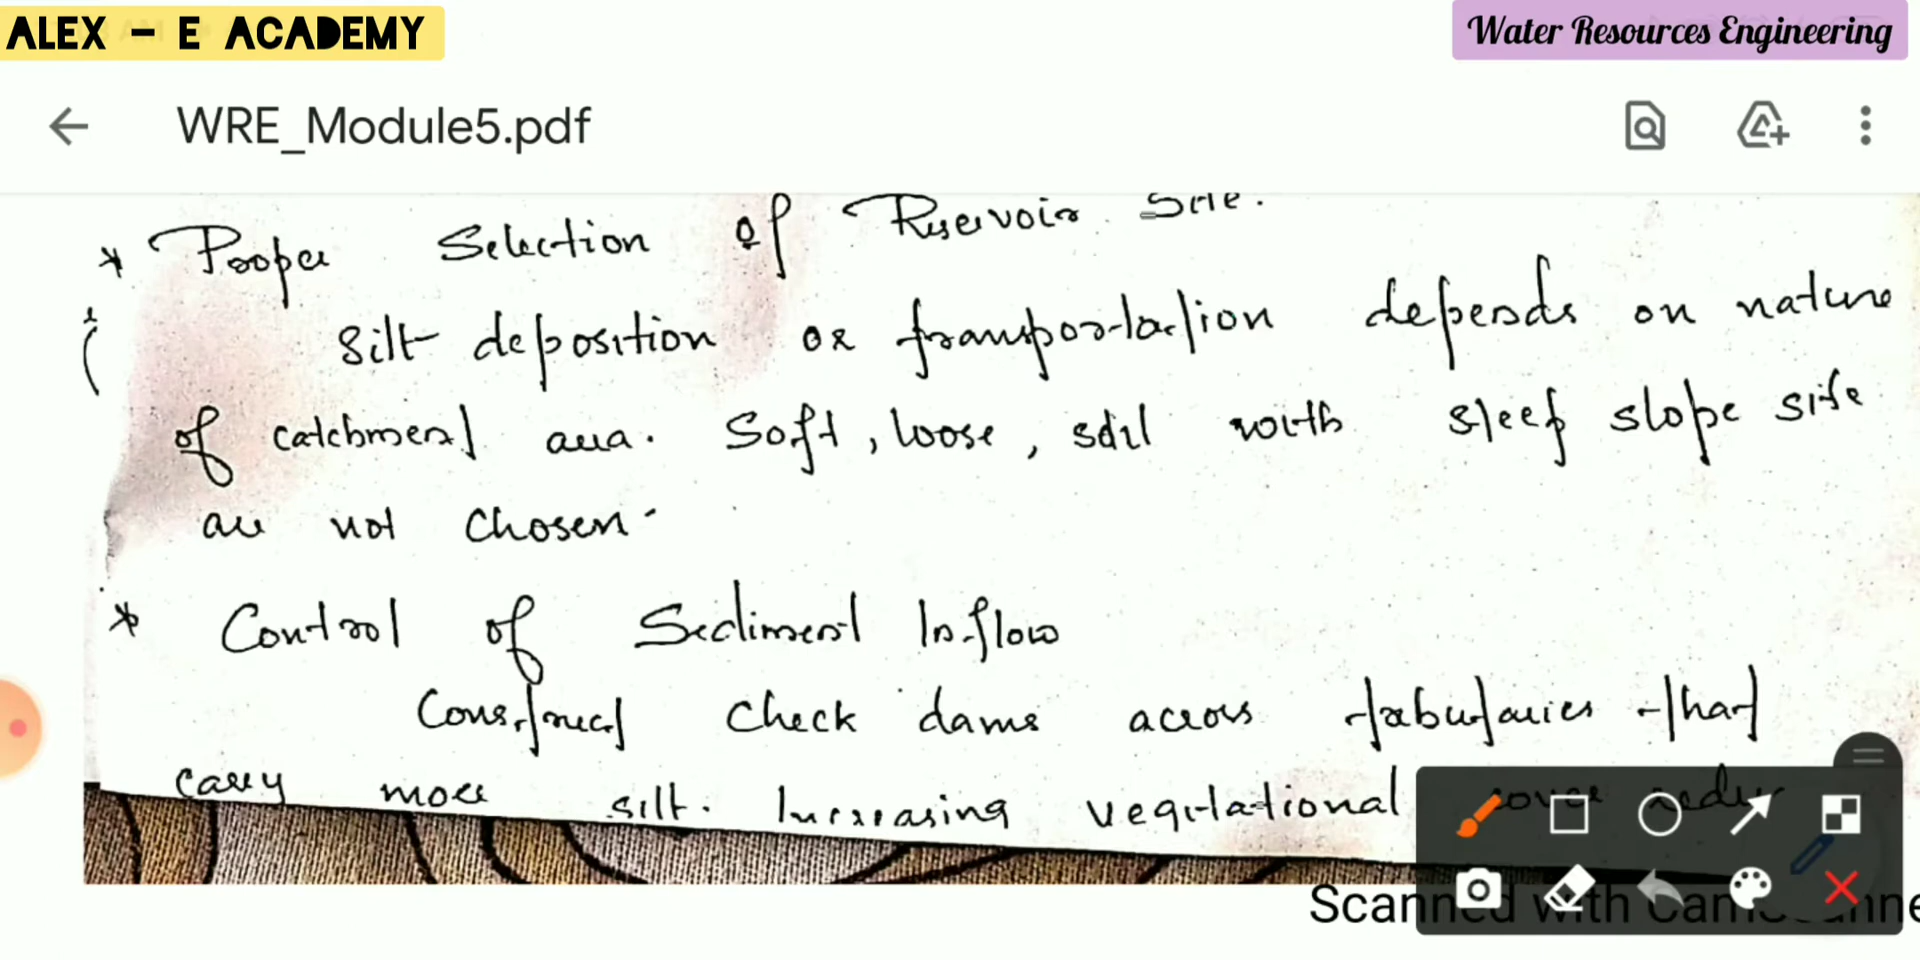 ALEX - E ACADEMY
Water Resources Engineering
WRE_Module5.pdf
* Proper Selection of Reservoir Site.
silt deposition or transportation depends on nature
of catchment area. Soft, loose, soil with steep slope site
are not chosen.
* Control of Sediment Inflow
Construct check dams across tributaries that
carry more silt. Increasing vegetational cover
Scanned with